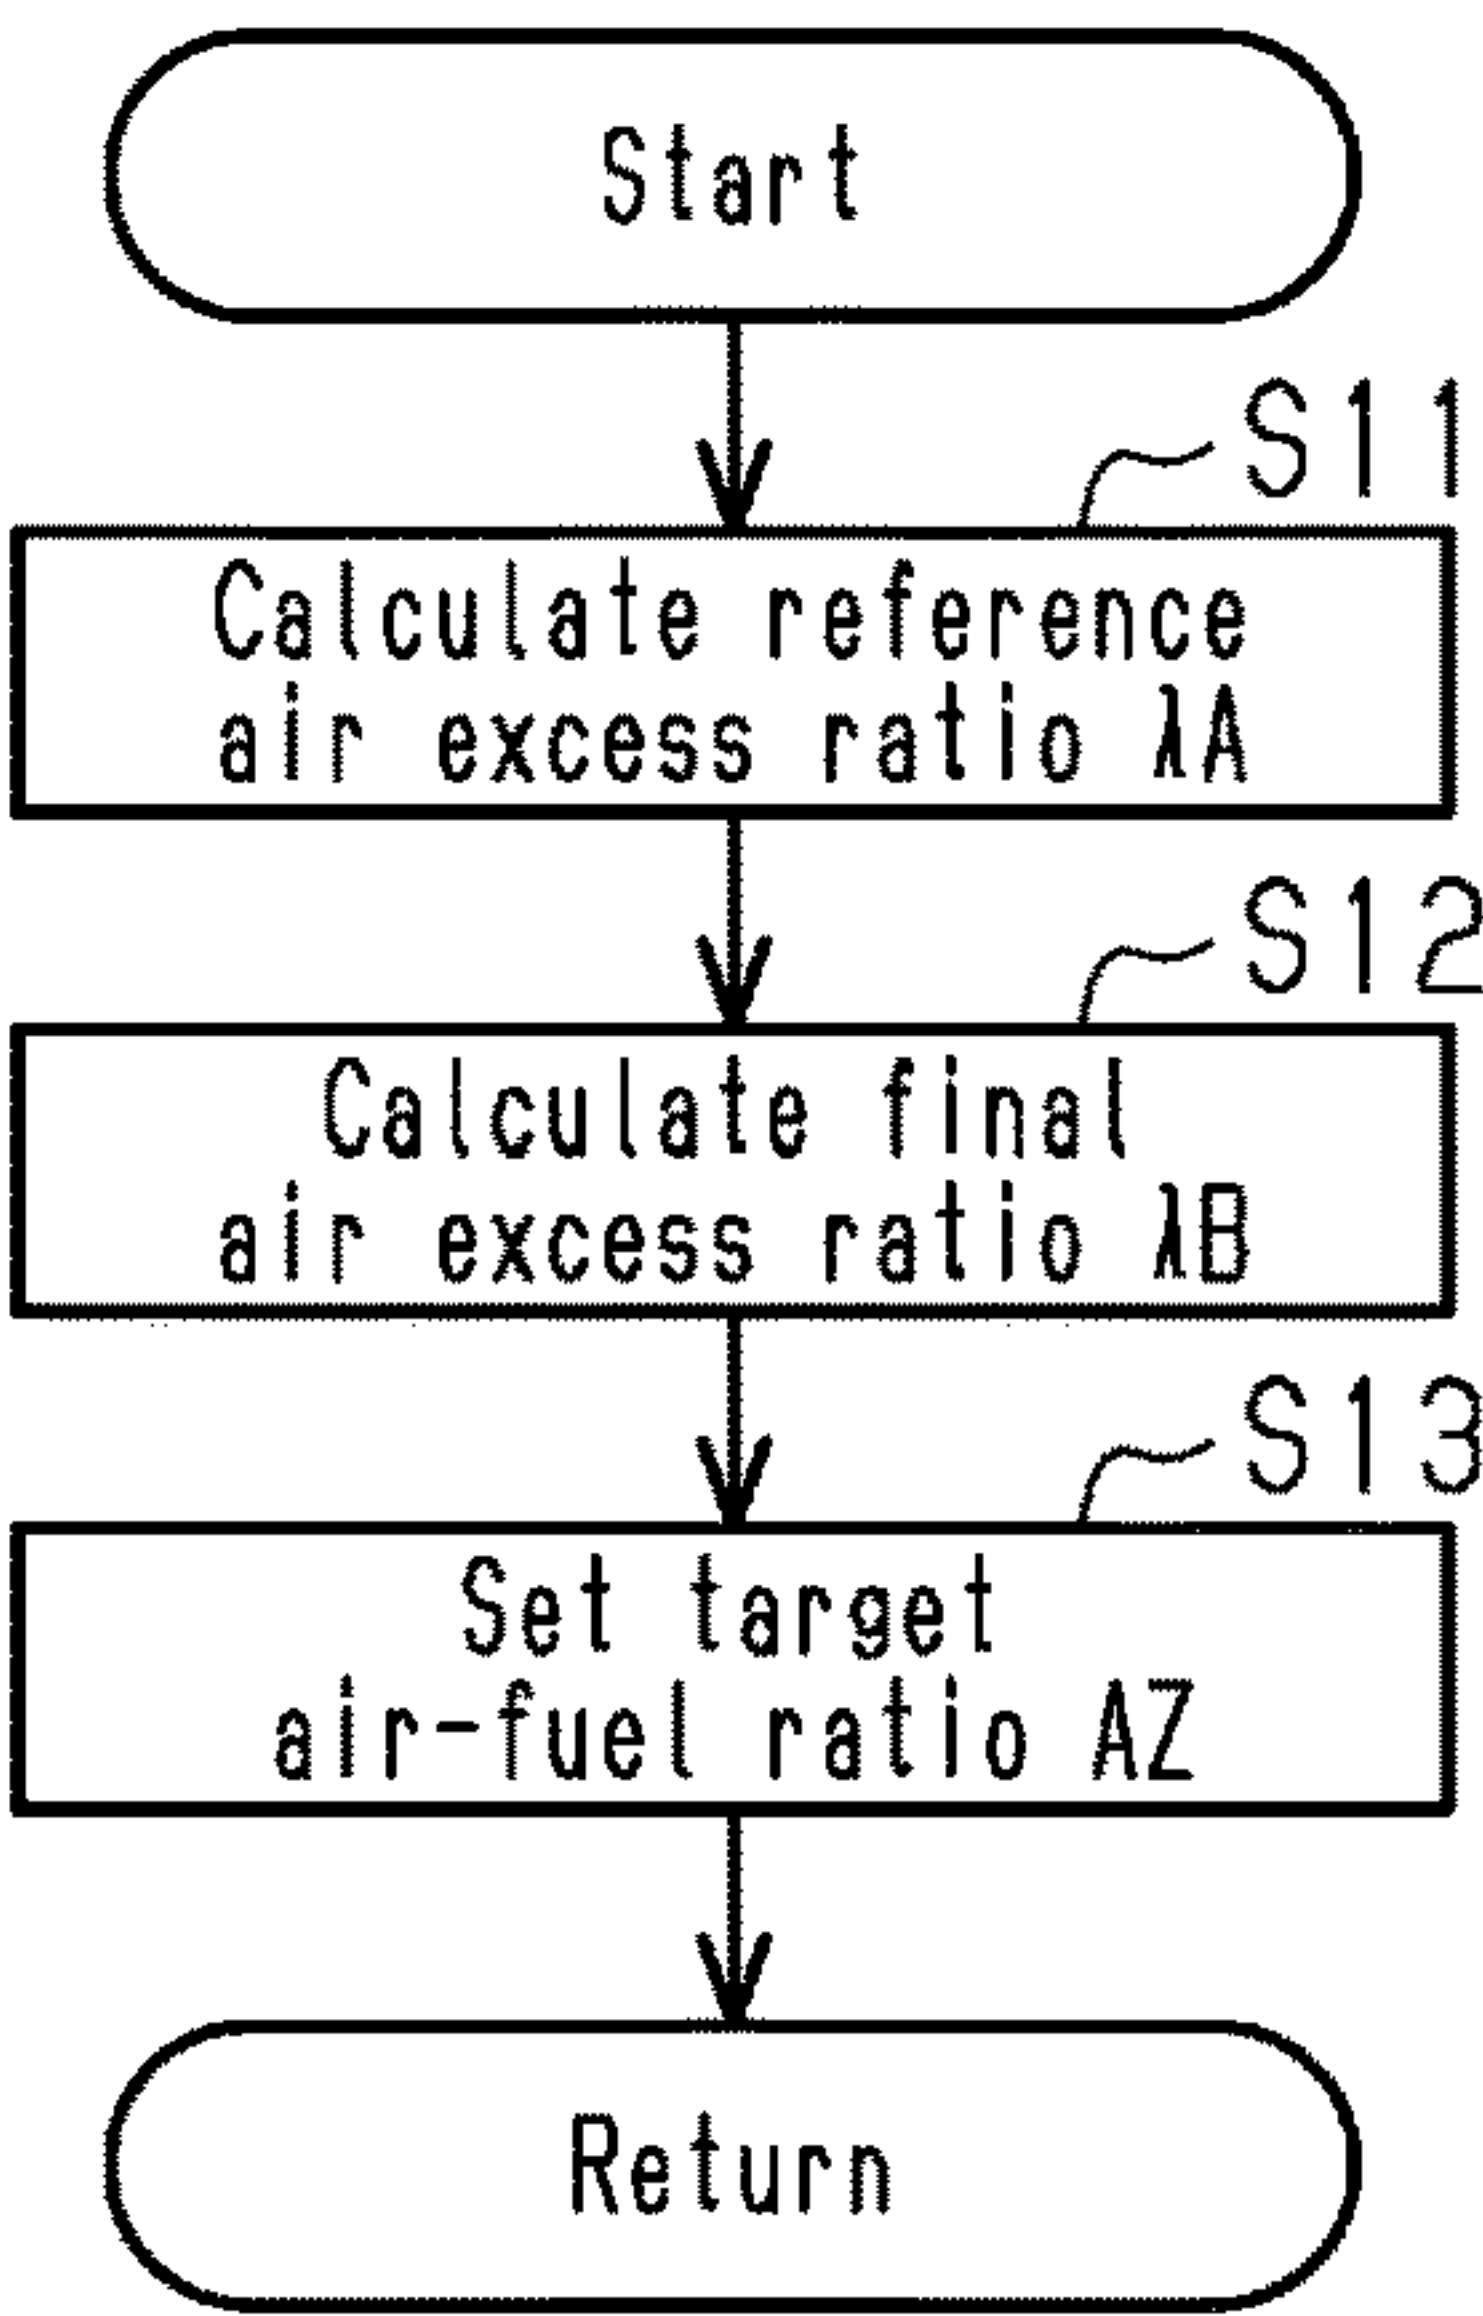 Start
S11
Calculate reference
air excess ratio λA
S12
Calculate final
air excess ratio λB
S13
Set target
air-fuel ratio AZ
Return